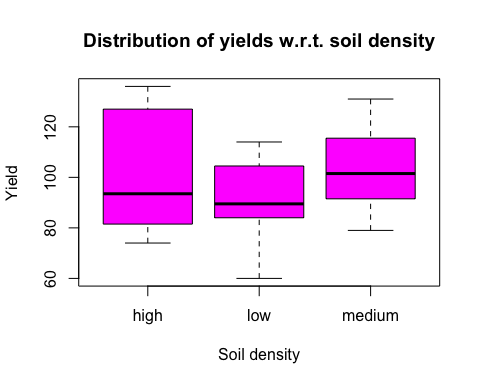 Distribution of yields w.r.t. soil density
Yield
120
100
80
60
high low medium
Soil density